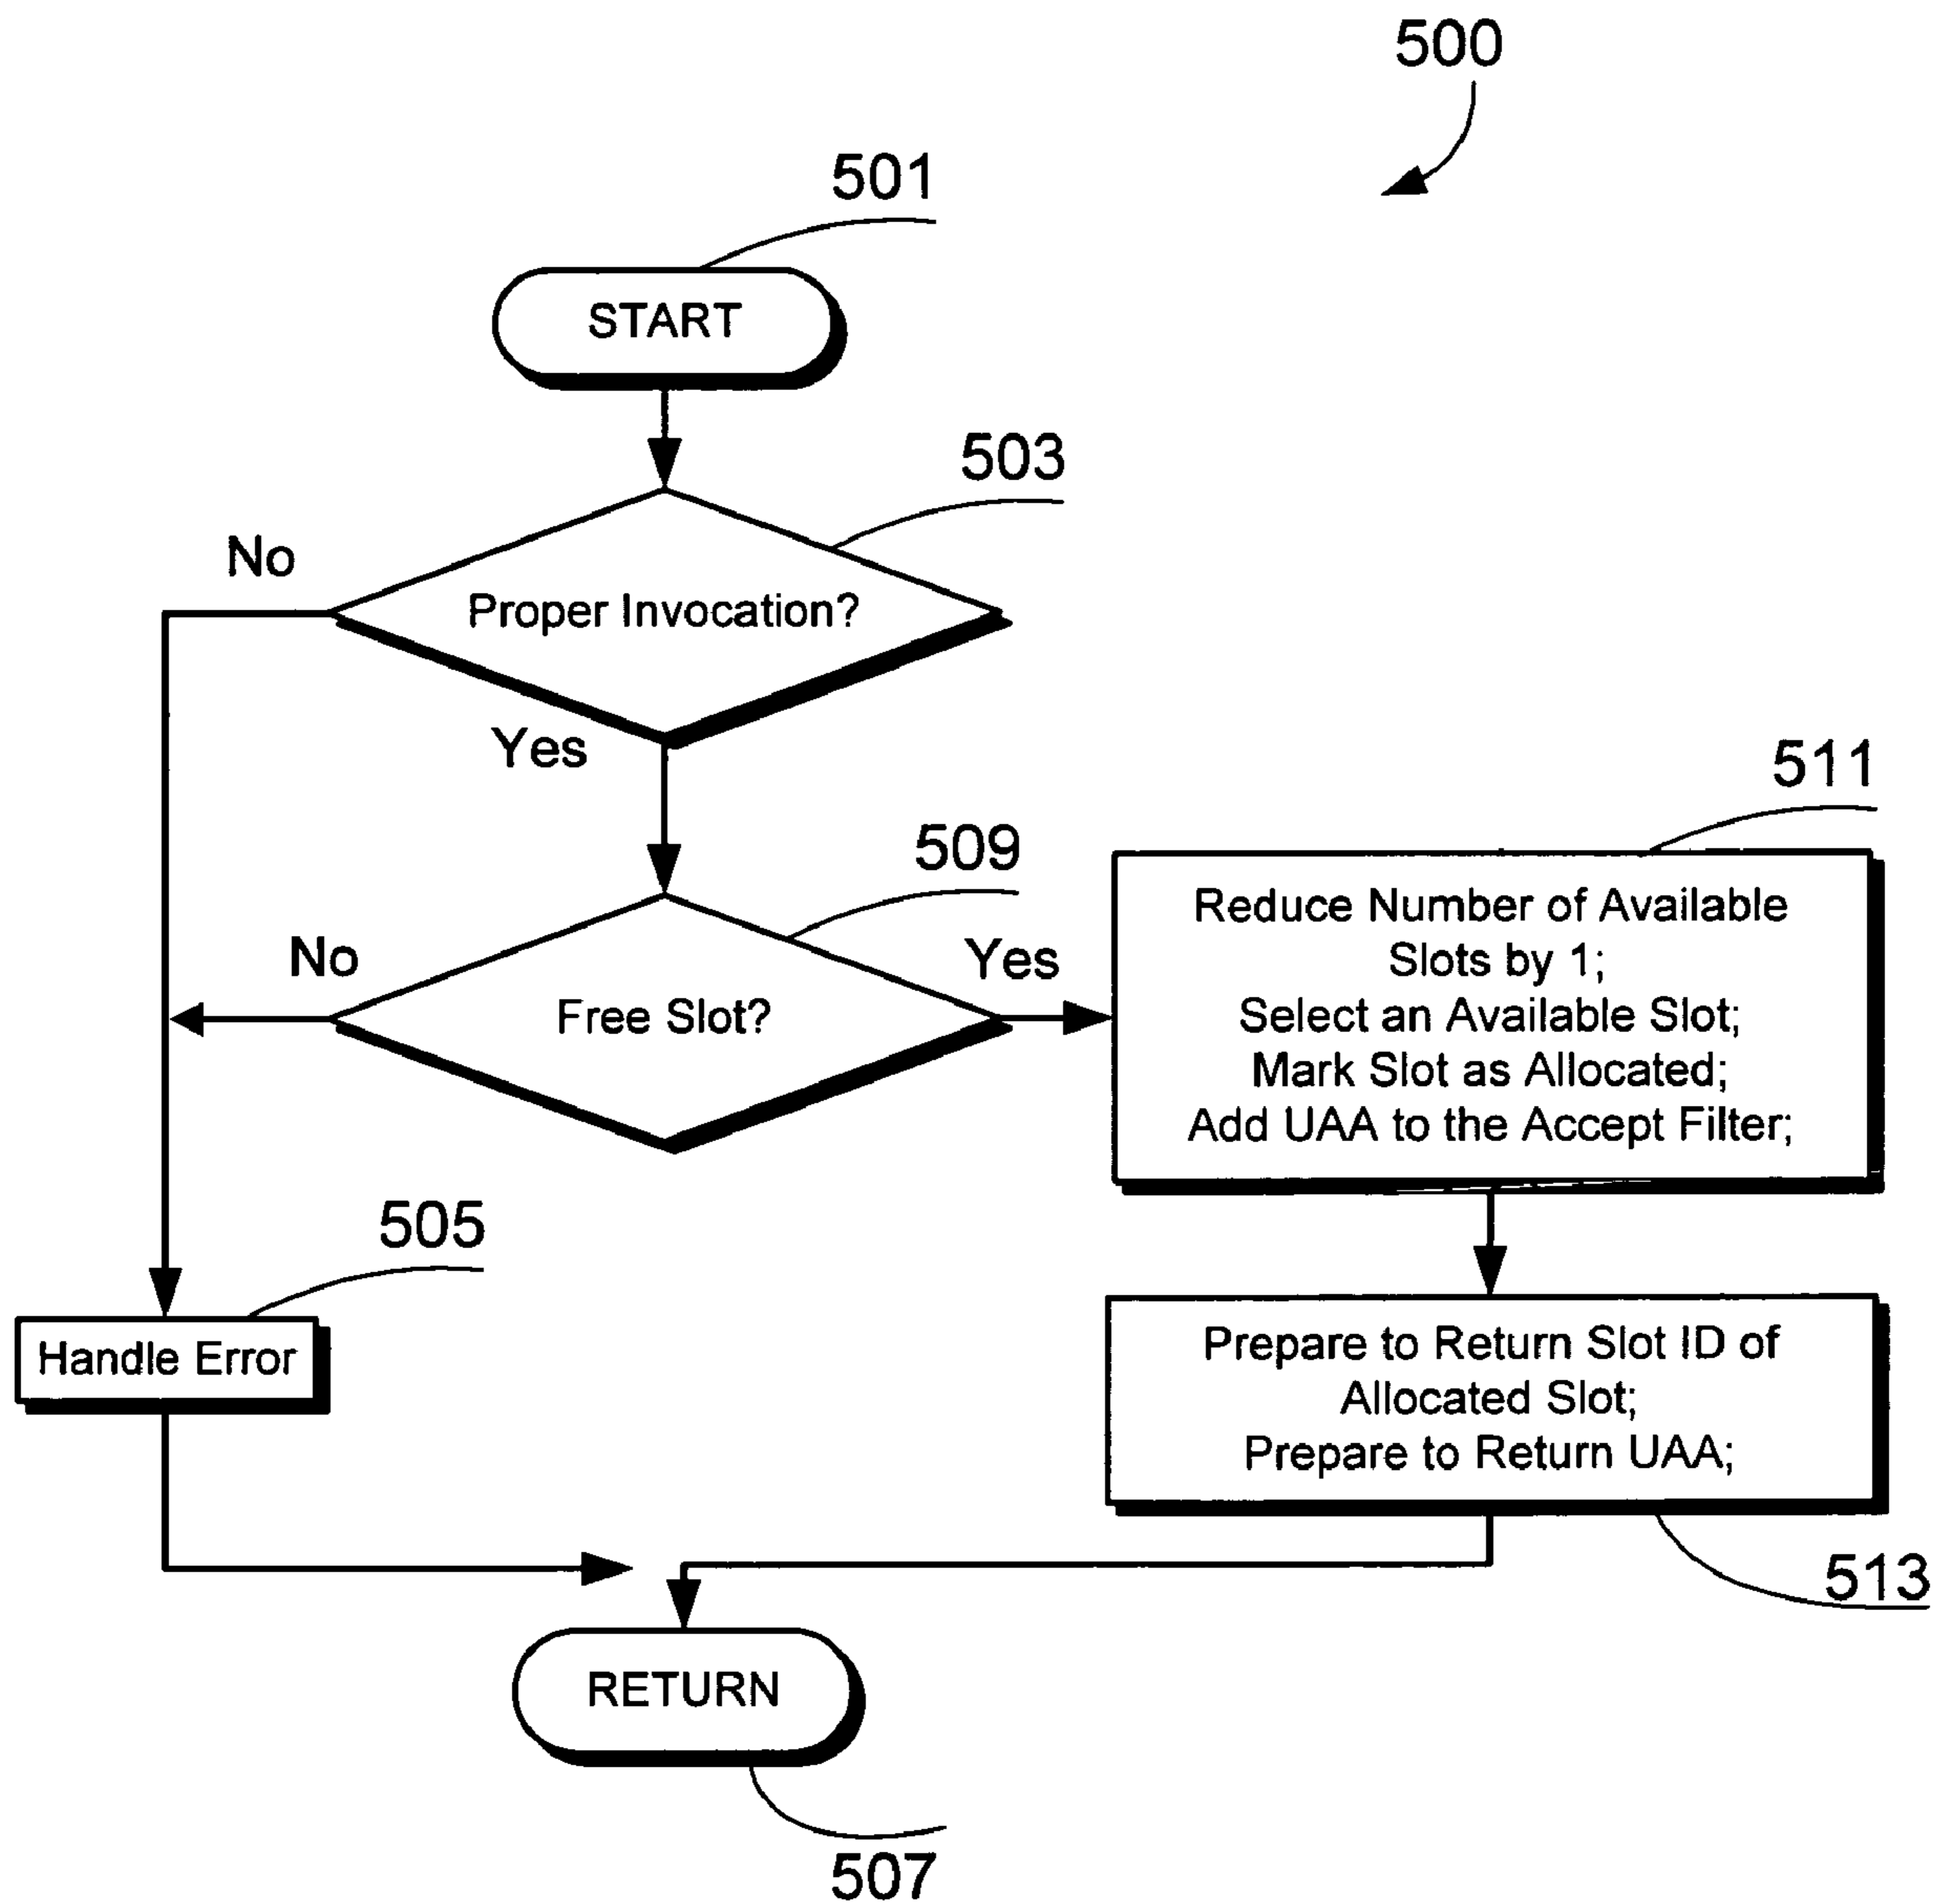 500
501
START
503
No
Proper Invocation?
Yes
511
509
No
Yes
Free Slot?
Reduce Number of Available
Slots by 1;
Select an Available Slot;
Mark Slot as Allocated;
Add UAA to the Accept Filter;
505
Handle Error
Prepare to Return Slot ID of
Allocated Slot;
Prepare to Return UAA;
513
RETURN
507